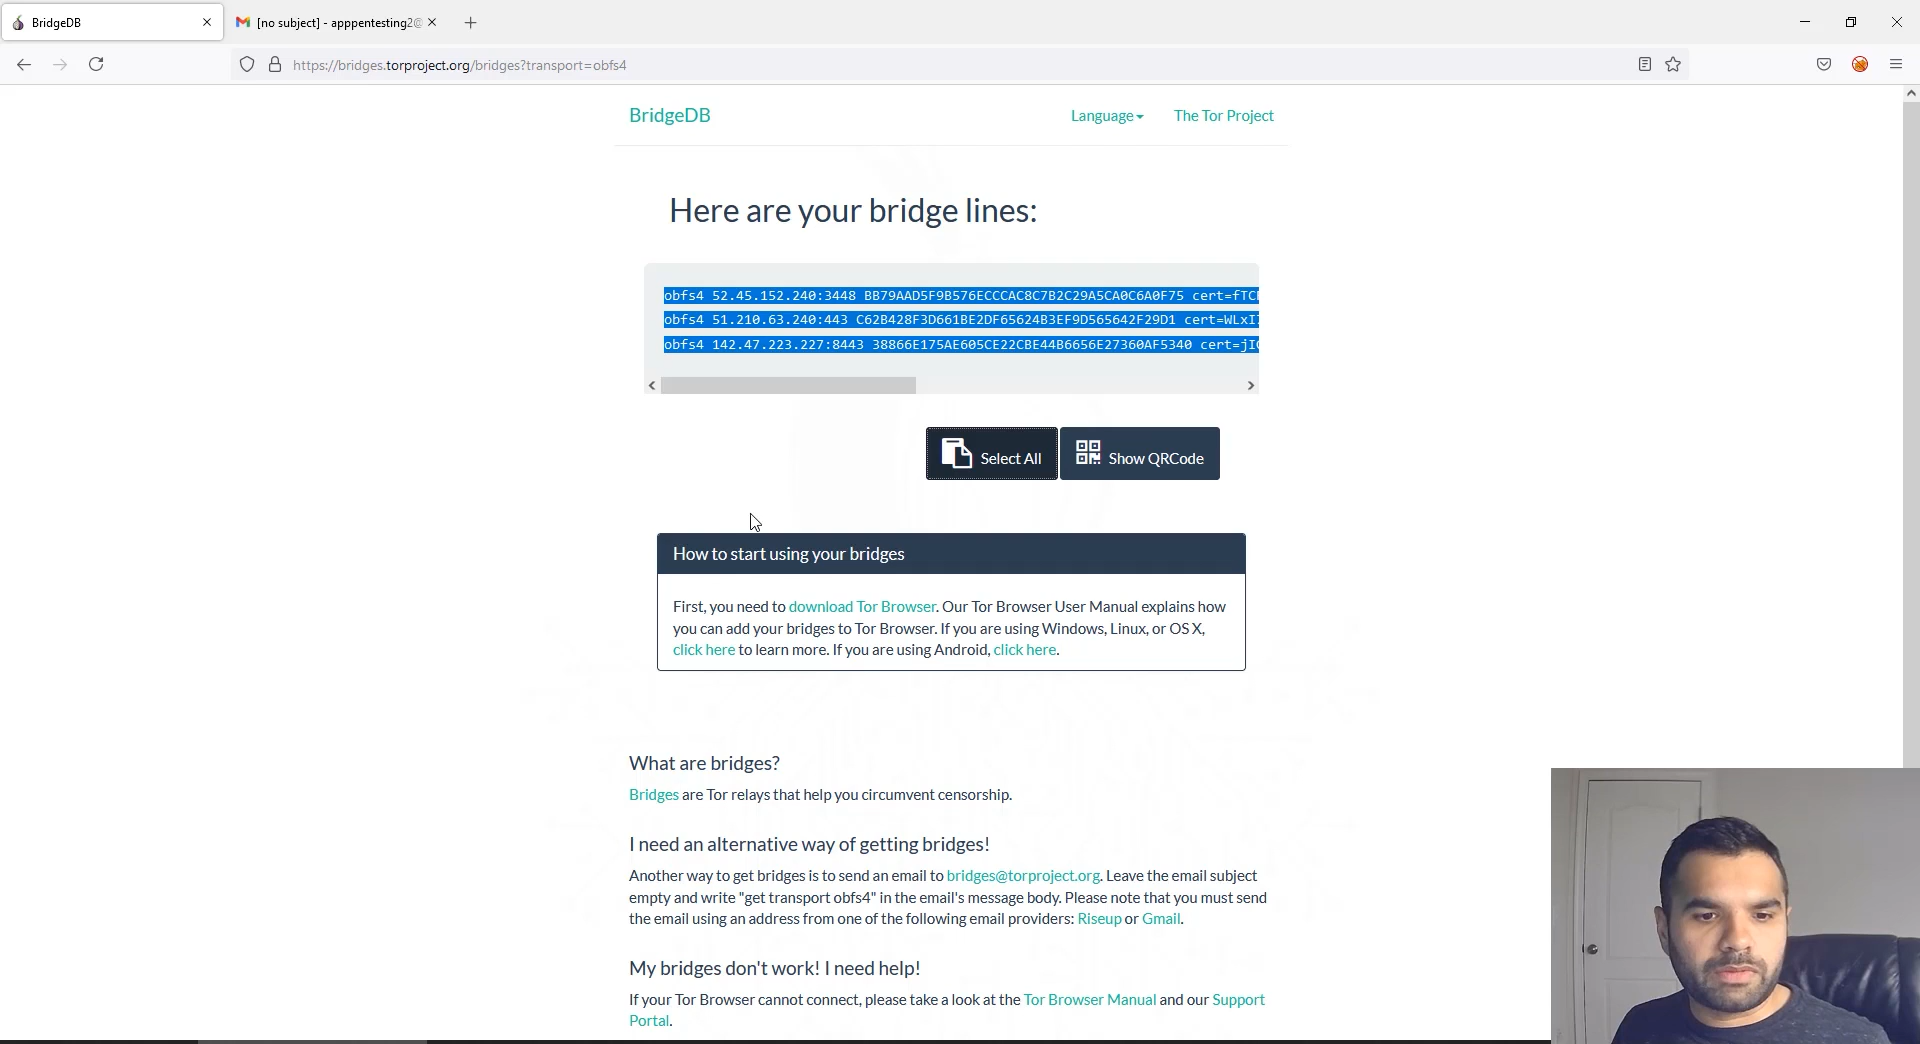 BridgeDB
[no subject] - apppentesting2@
https://bridges.torproject.org/bridges?transport=obfs4
BridgeDB
Language
The Tor Project
Here are your bridge lines:
obfs4 52.45.152.240:3448 BB79AAD5F9B576ECCCAC8C7B2C29A5CA0C6A0F75 cert=fTC
obfs4 51.210.63.240:443 C62B428F3D661BE2DF65624B3EF9D565642F29D1 cert=WLxI
obfs4 142.47.223.227:8443 38866E175AE605CE22CBE44B6656E27360AF5340 cert=jI
Select All
Show QRCode
How to start using your bridges
First, you need to download Tor Browser. Our Tor Browser User Manual explains how
you can add your bridges to Tor Browser. If you are using Windows, Linux, or OS X,
click here to learn more. If you are using Android, click here.
What are bridges?
Bridges are Tor relays that help you circumvent censorship.
I need an alternative way of getting bridges!
Another way to get bridges is to send an email to bridges@torproject.org. Leave the email subject
empty and write "get transport obfs4" in the email's message body. Please note that you must send
the email using an address from one of the following email providers: Riseup or Gmail.
My bridges don't work! I need help!
If your Tor Browser cannot connect, please take a look at the Tor Browser Manual and our Support
Portal.